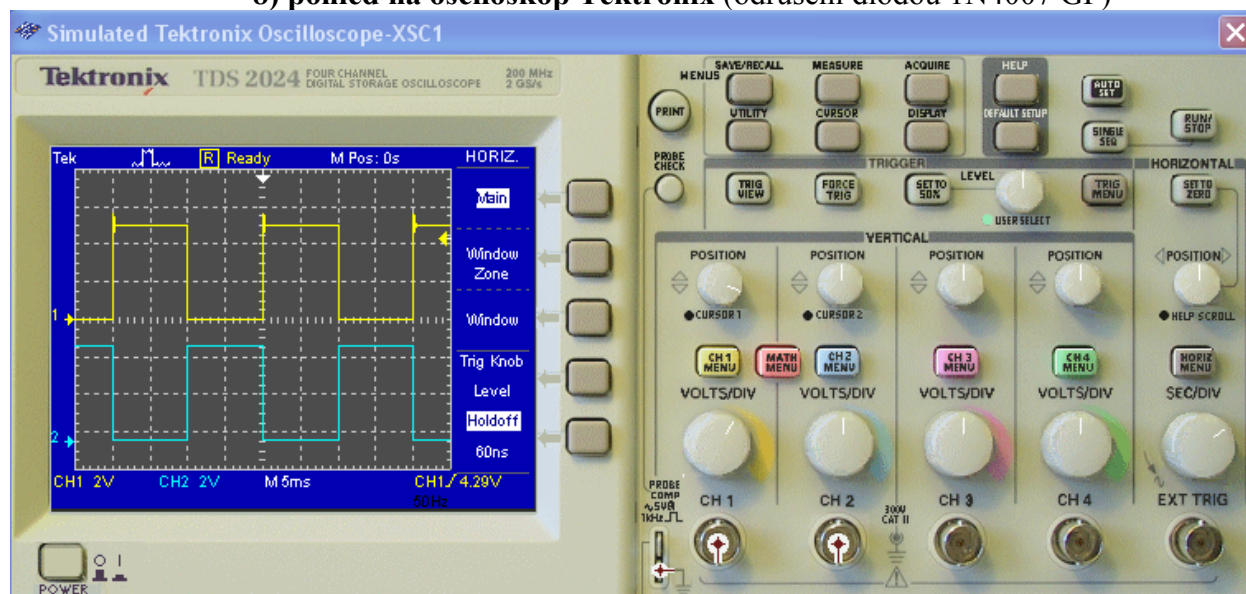 8) pohled na osciloskop Tektronix (odrušení diodou 1N4007 GP)
Simulated Tektronix Oscilloscope-XSC1
Tektronix TDS 2024 FOUR CHANNEL DIGITAL STORAGE OSCILLOSCOPE 200 MHz 2 GS/s
Tek R Ready M Pos: 0s HORIZ.
Main
Window
Zone
Window
Trig Knob
Level
Holdoff
60ns
1
2
CH1 2V CH2 2V M 5ms CH1 / 4.29V
50Hz
POWER
MENUS
SAVE/RECALL MEASURE ACQUIRE
UTILITY CURSOR DISPLAY
HELP
DEFAULT SETUP
AUTO SET
SINGLE SEQ
RUN/STOP
PRINT
PROBE CHECK
TRIGGER
TRIG VIEW
FORCE TRIG
SET TO 50%
LEVEL
USER SELECT
TRIG MENU
HORIZONTAL
SET TO ZERO
VERTICAL
POSITION POSITION POSITION POSITION POSITION
CURSOR 1 CURSOR 2 HELP SCROLL
CH 1 MENU
MATH MENU
CH 2 MENU
CH 3 MENU
CH 4 MENU
HORIZ MENU
VOLTS/DIV VOLTS/DIV VOLTS/DIV VOLTS/DIV SEC/DIV
PROBE COMP
~5V@
1kHz
CH 1 CH 2 CH 3 CH 4 EXT TRIG
300V
CAT II